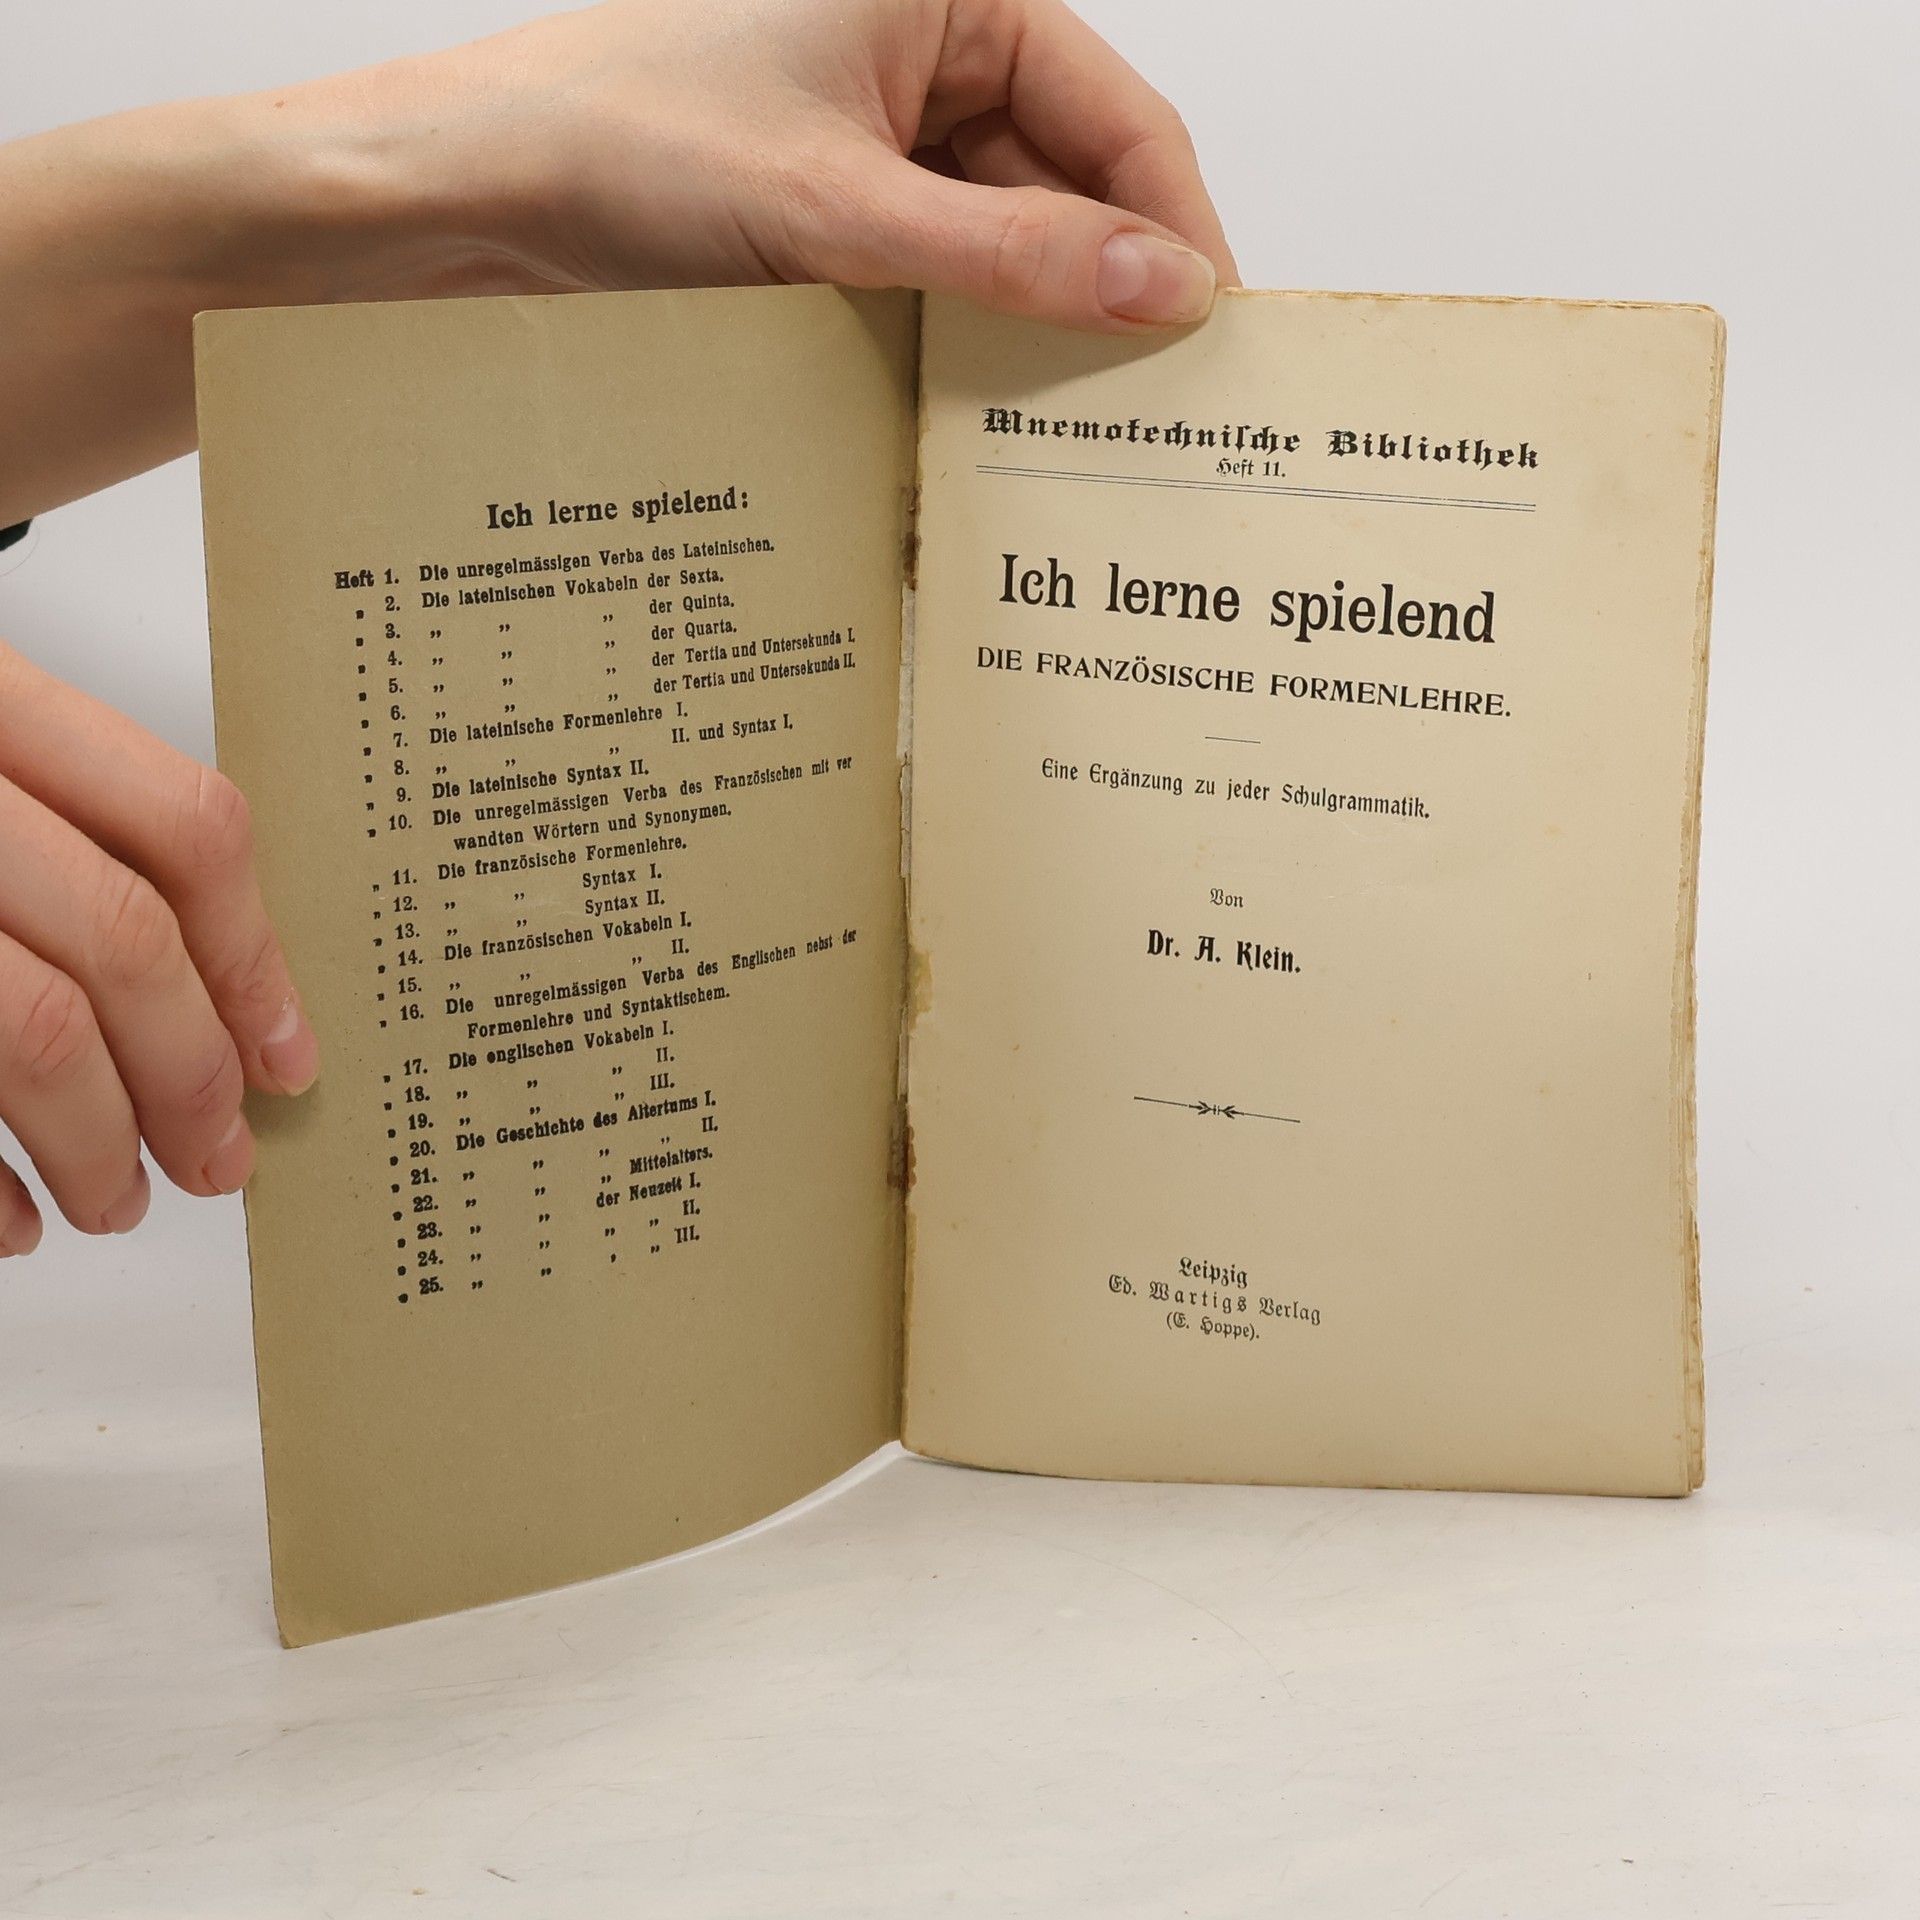 Ich lerne spielend:
Heft 1. Die unregelmässigen Verba des Lateinischen.
„ 2. Die lateinischen Vokabeln der Sexta.
„ 3. „ „ „ der Quinta.
„ 4. „ „ „ der Quarta.
„ 5. „ „ „ der Tertia und Untersekunda I.
„ 6. „ „ „ der Tertia und Untersekunda II.
„ 7. Die lateinische Formenlehre I.
„ 8. „ „ „ II. und Syntax I.
„ 9. Die lateinische Syntax II.
„ 10. Die unregelmässigen Verba des Französischen mit ver
wandten Wörtern und Synonymen.
„ 11. Die französische Formenlehre.
„ 12. „ „ Syntax I.
„ 13. „ „ Syntax II.
„ 14. Die französischen Vokabeln I.
„ 15. „ „ „ II.
„ 16. Die unregelmässigen Verba des Englischen nebst der
Formenlehre und Syntaktischem.
„ 17. Die englischen Vokabeln I.
„ 18. „ „ „ II.
„ 19. „ „ „ III.
„ 20. Die Geschichte des Altertums I.
„ 21. „ „ „ „ II.
„ 22. „ „ „ Mittelalters.
„ 23. „ „ der Neuzeit I.
„ 24. „ „ „ „ II.
„ 25. „ „ , „ III.
Mnemotechnische Bibliothek
Heft 11.
Ich lerne spielend
DIE FRANZÖSISCHE FORMENLEHRE.
Eine Ergänzung zu jeder Schulgrammatik.
Von
Dr. A. Klein.
Leipzig
Ed. Wartigs Verlag
(E. Hoppe).